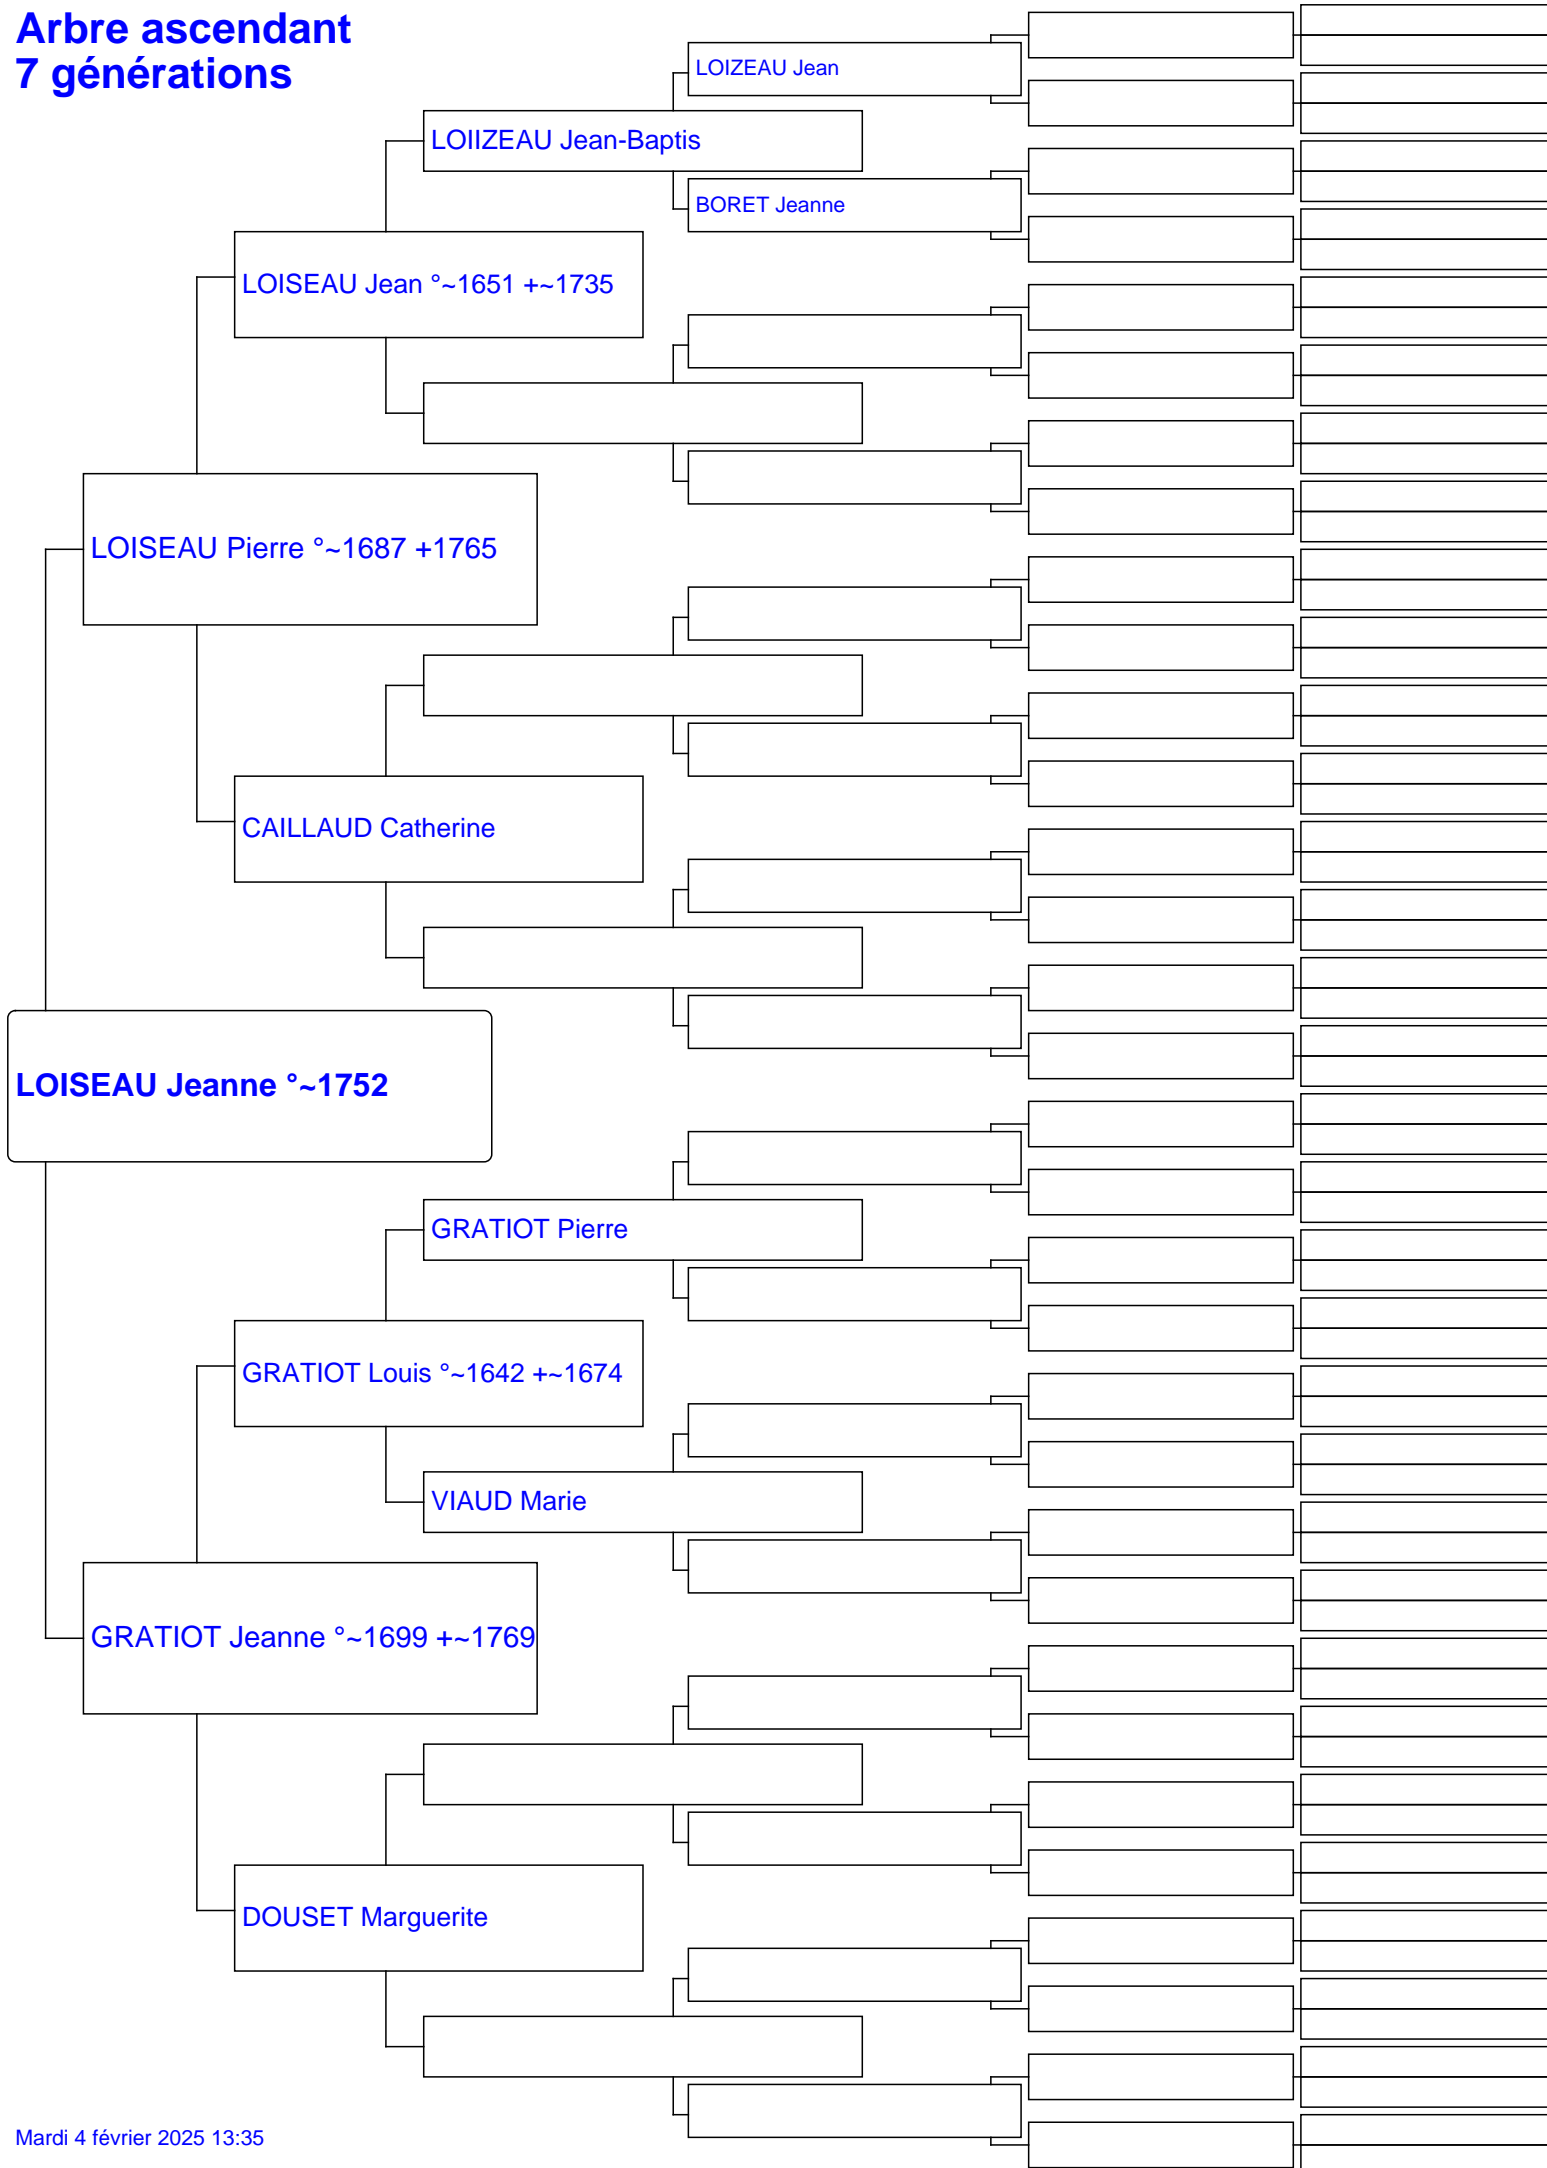 Arbre ascendant
7 générations
LOIZEAU Jean
LOIIZEAU Jean-Baptis
BORET Jeanne
LOISEAU Jean °~1651 +~1735
LOISEAU Pierre °~1687 +1765
CAILLAUD Catherine
LOISEAU Jeanne °~1752
GRATIOT Pierre
GRATIOT Louis °~1642 +~1674
VIAUD Marie
GRATIOT Jeanne °~1699 +~1769
DOUSET Marguerite
Mardi 4 février 2025 13:35